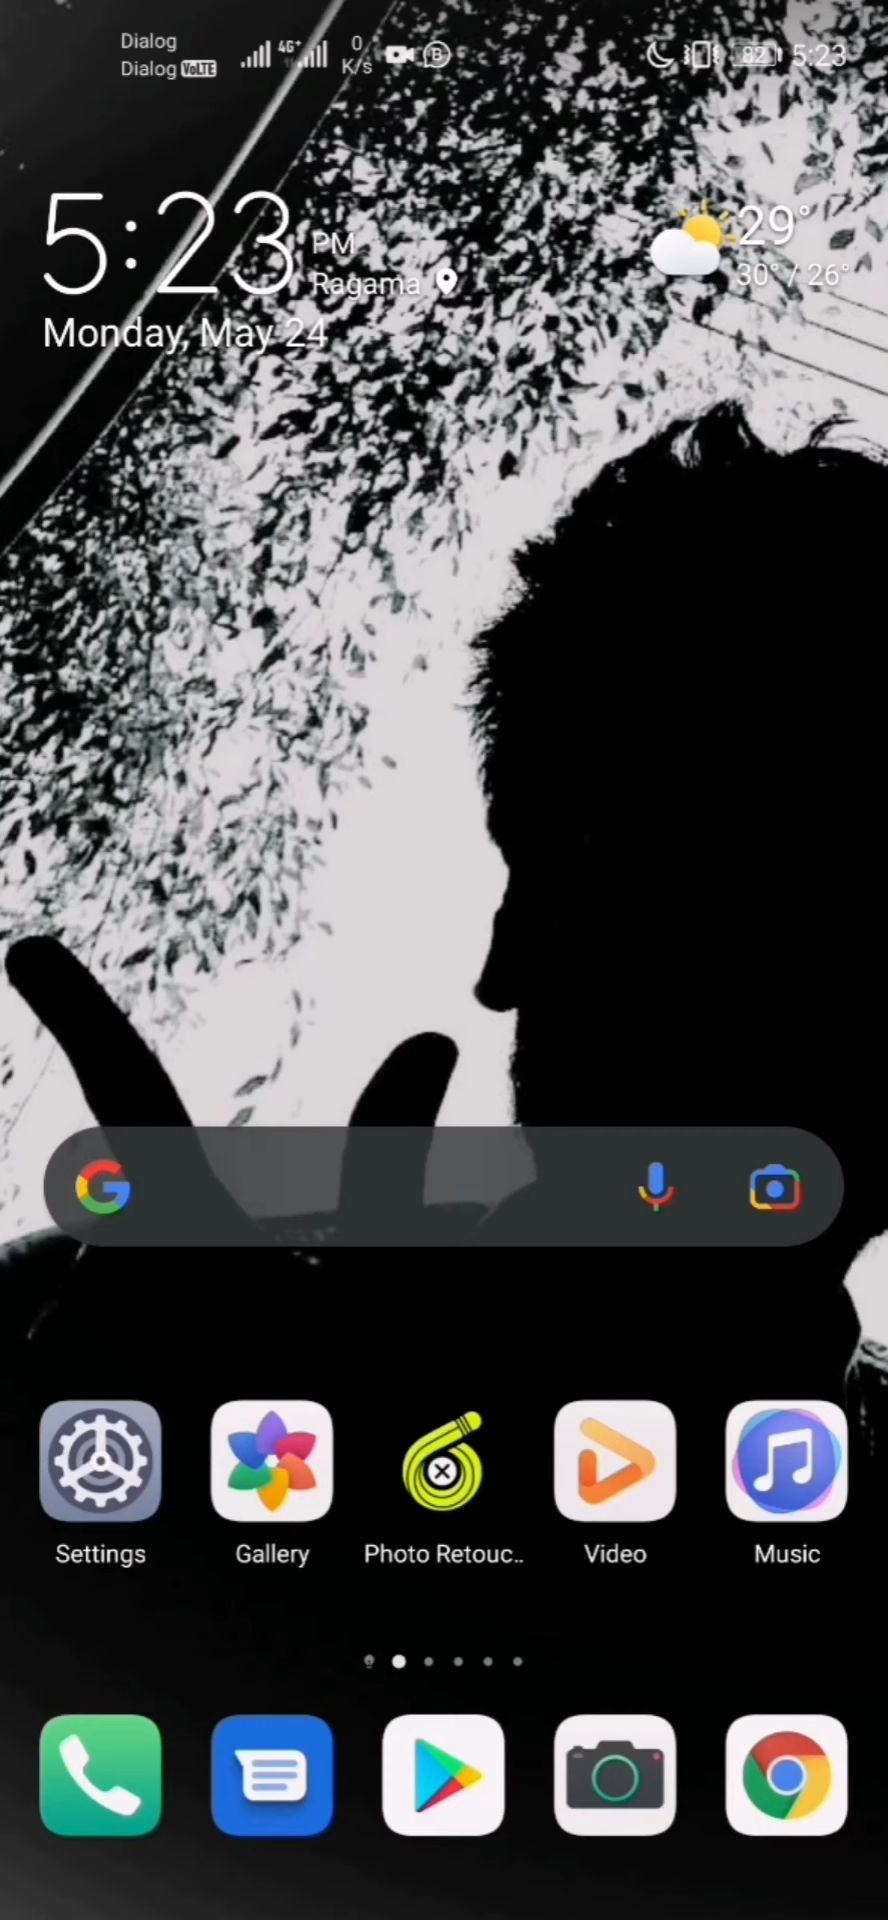 Dialog
Dialog VoLTE 4G+ 0 K/s B 82 5:23
5:23 PM
Ragama
Monday, May 24
29°
30° / 26°
Settings Gallery Photo Retouc.. Video Music